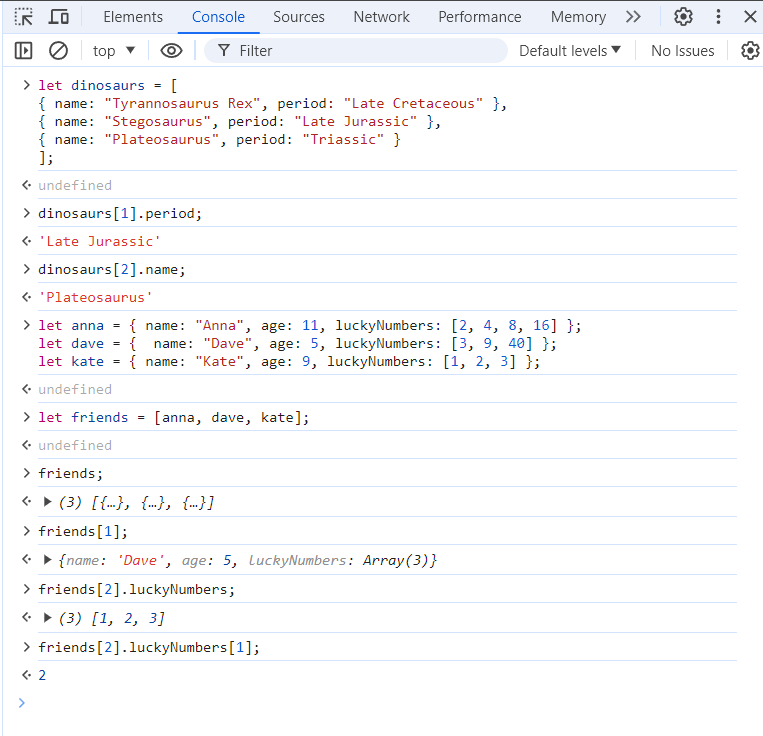 Elements Console Sources Network Performance Memory
top Filter Default levels No Issues
let dinosaurs = [
{ name: "Tyrannosaurus Rex", period: "Late Cretaceous" },
{ name: "Stegosaurus", period: "Late Jurassic" },
{ name: "Plateosaurus", period: "Triassic" }
];
undefined
dinosaurs[1].period;
'Late Jurassic'
dinosaurs[2].name;
'Plateosaurus'
let anna = { name: "Anna", age: 11, luckyNumbers: [2, 4, 8, 16] };
let dave = {  name: "Dave", age: 5, luckyNumbers: [3, 9, 40] };
let kate = { name: "Kate", age: 9, luckyNumbers: [1, 2, 3] };
undefined
let friends = [anna, dave, kate];
undefined
friends;
(3) [{…}, {…}, {…}]
friends[1];
{name: 'Dave', age: 5, luckyNumbers: Array(3)}
friends[2].luckyNumbers;
(3) [1, 2, 3]
friends[2].luckyNumbers[1];
2